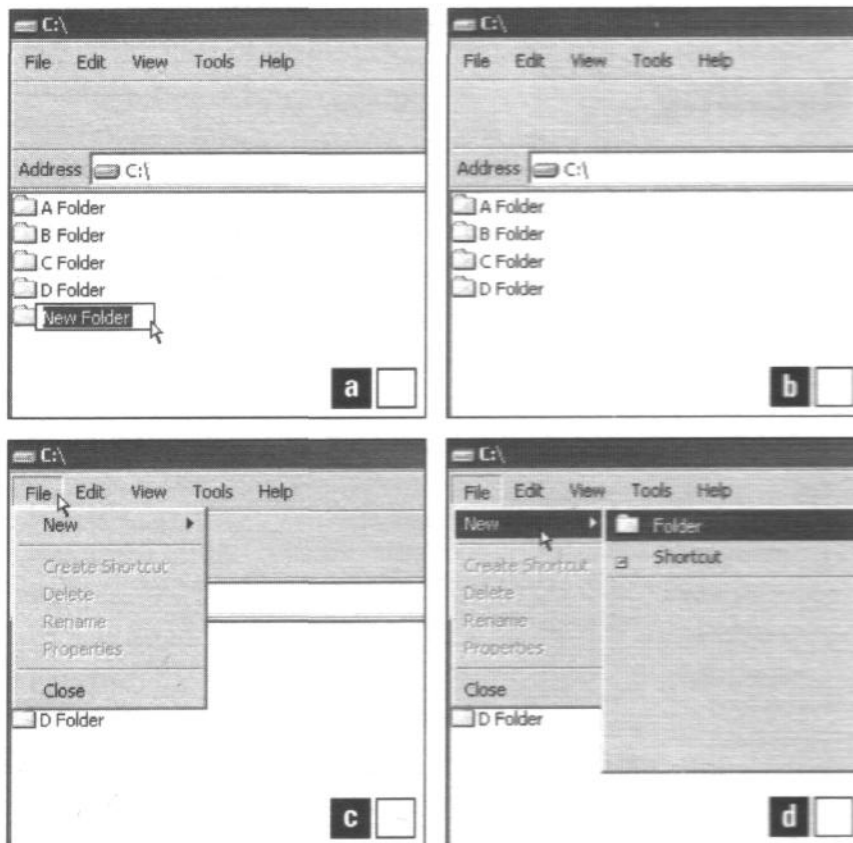 C:\
File Edit View Tools Help
Address C:\
A Folder
B Folder
C Folder
D Folder
New Folder
a
C:\
File Edit View Tools Help
Address C:\
A Folder
B Folder
C Folder
D Folder
b
C:\
File Edit View Tools Help
New
Create Shortcut
Delete
Rename
Properties
Close
D Folder
c
C:\
File Edit View Tools Help
New Folder
Create Shortcut Shortcut
Delete
Rename
Properties
Close
D Folder
d